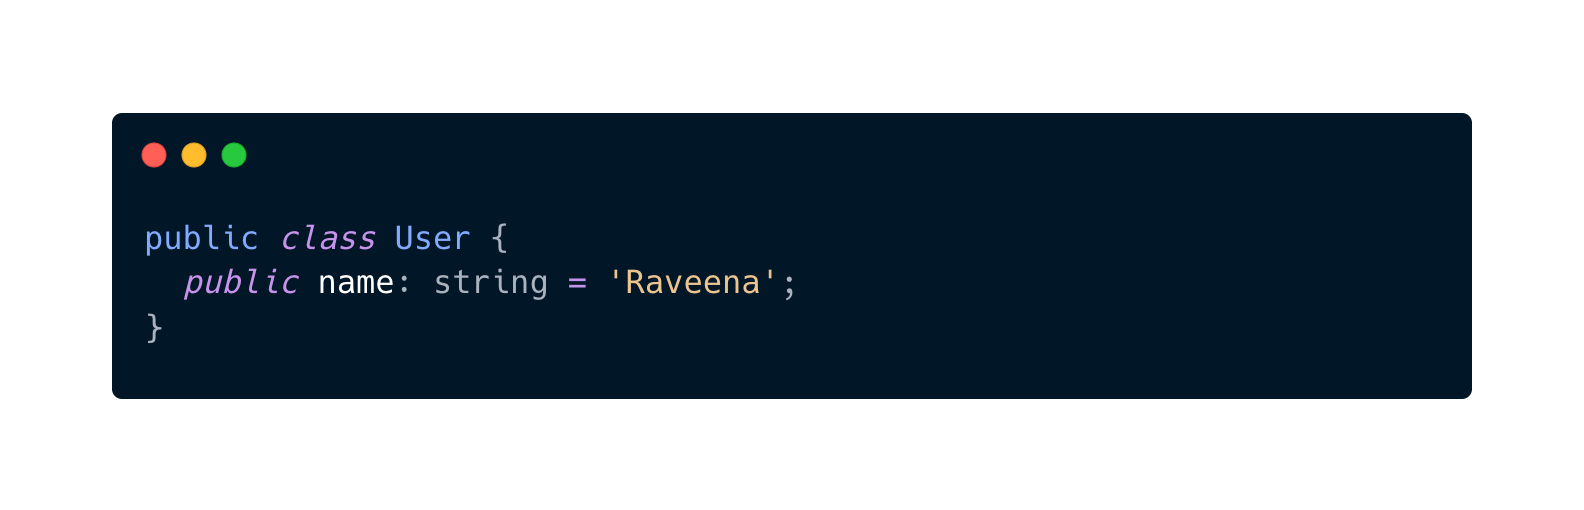 public class User {
  public name: string = 'Raveena';
}